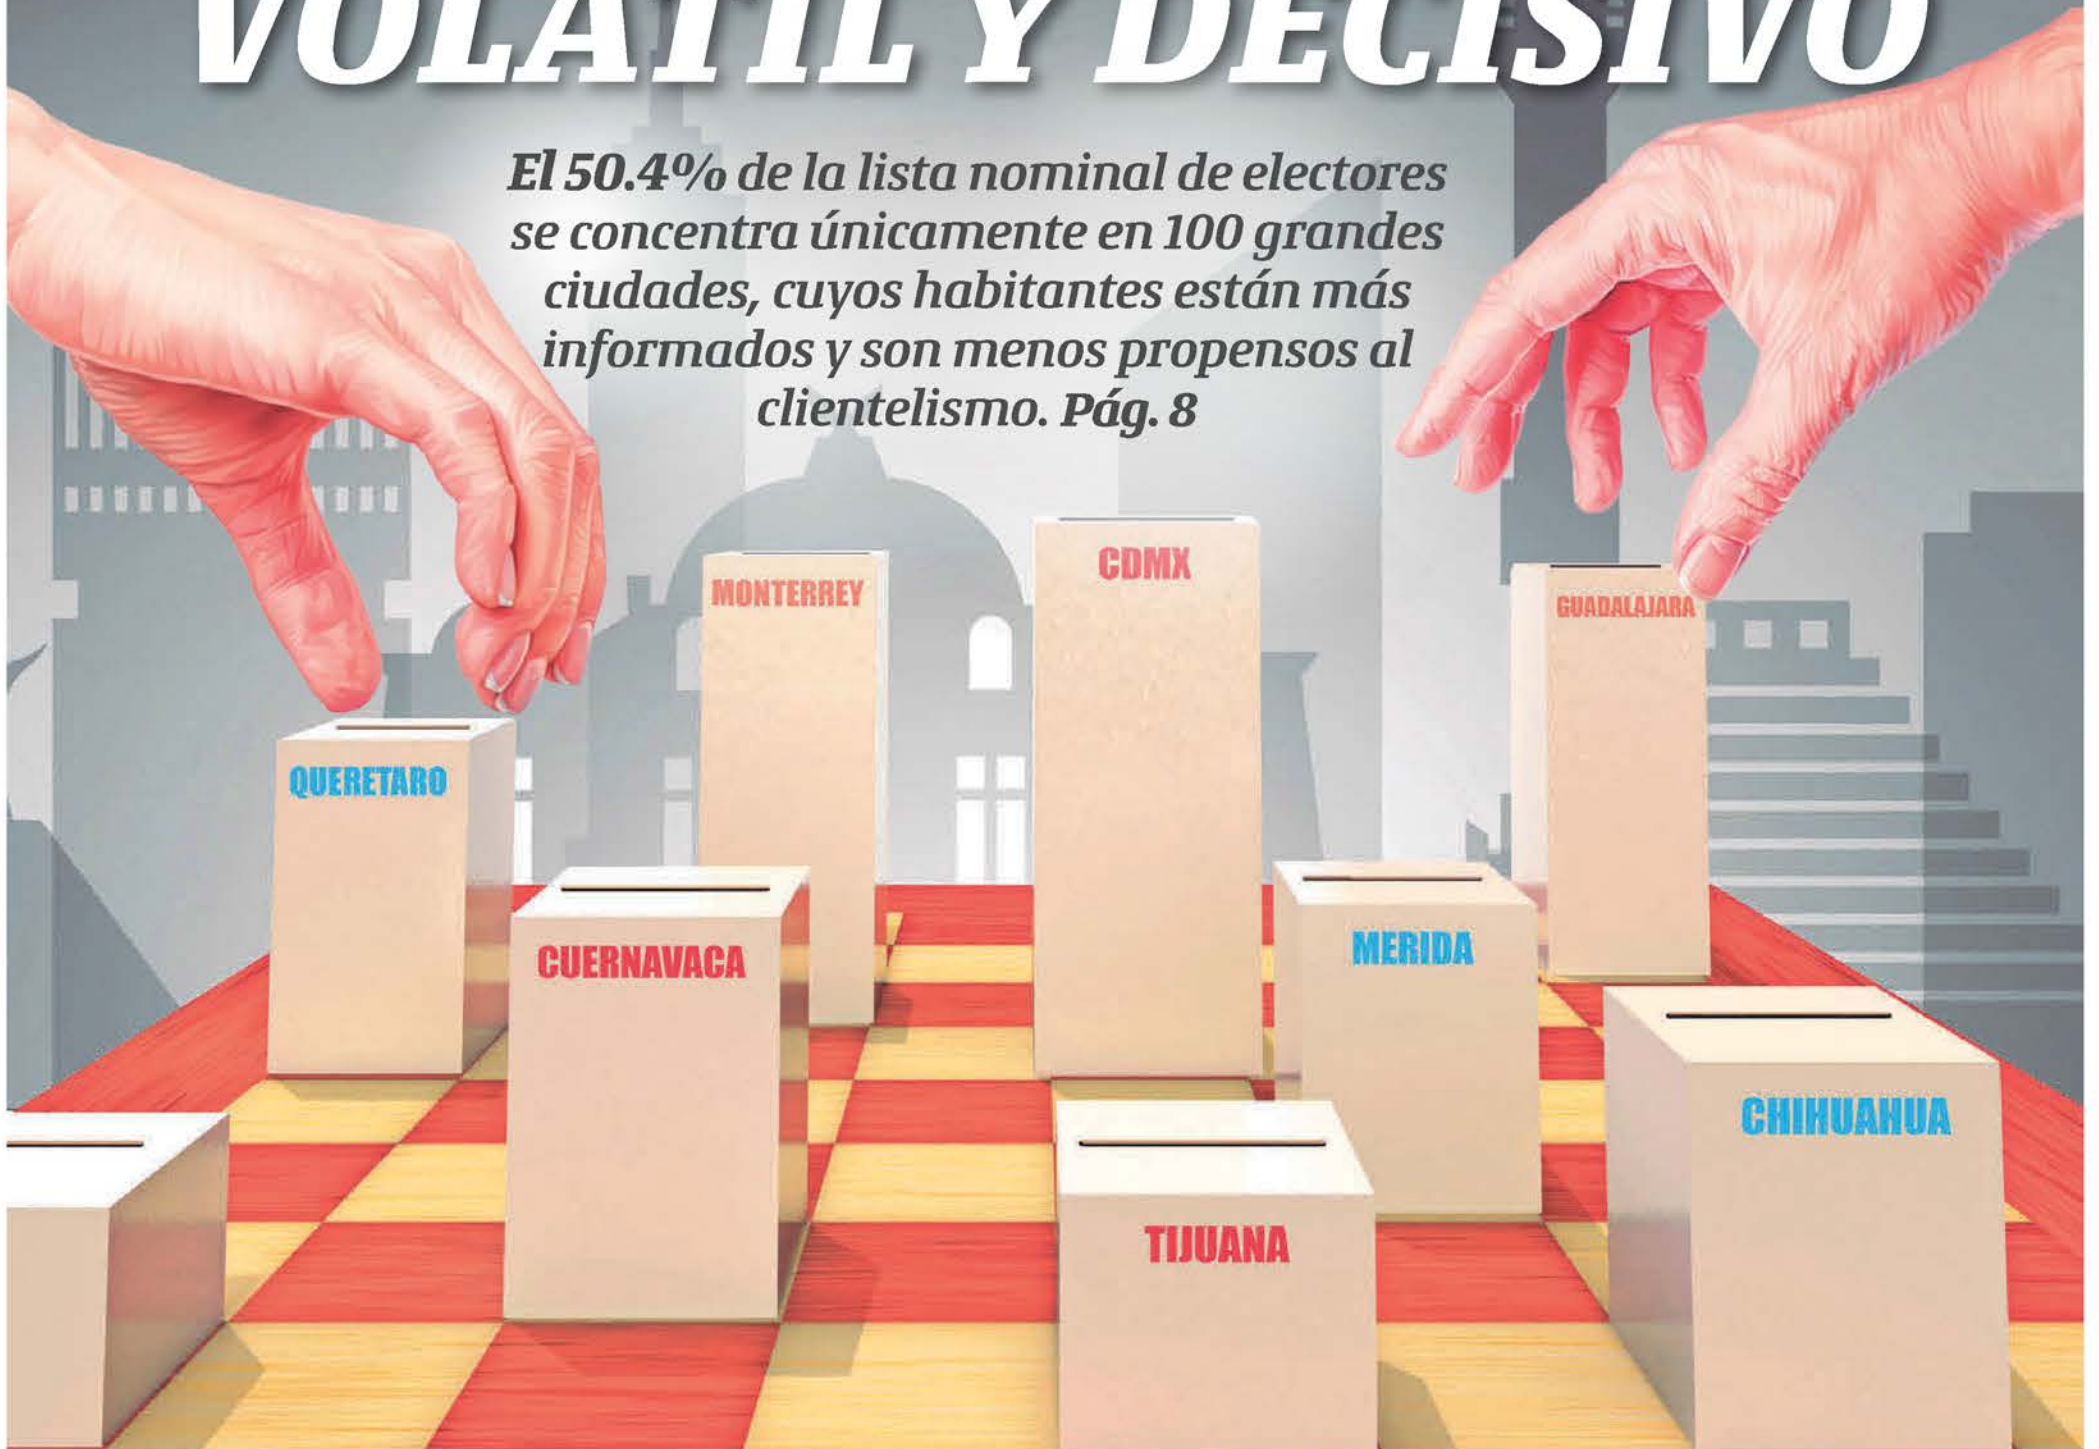 VOLÁTIL Y DECISIVO
El 50.4% de la lista nominal de electores
se concentra únicamente en 100 grandes
ciudades, cuyos habitantes están más
informados y son menos propensos al
clientelismo. Pág. 8
CDMX
MONTERREY
GUADALAJARA
QUERETARO
CUERNAVACA
MERIDA
CHIHUAHUA
TIJUANA